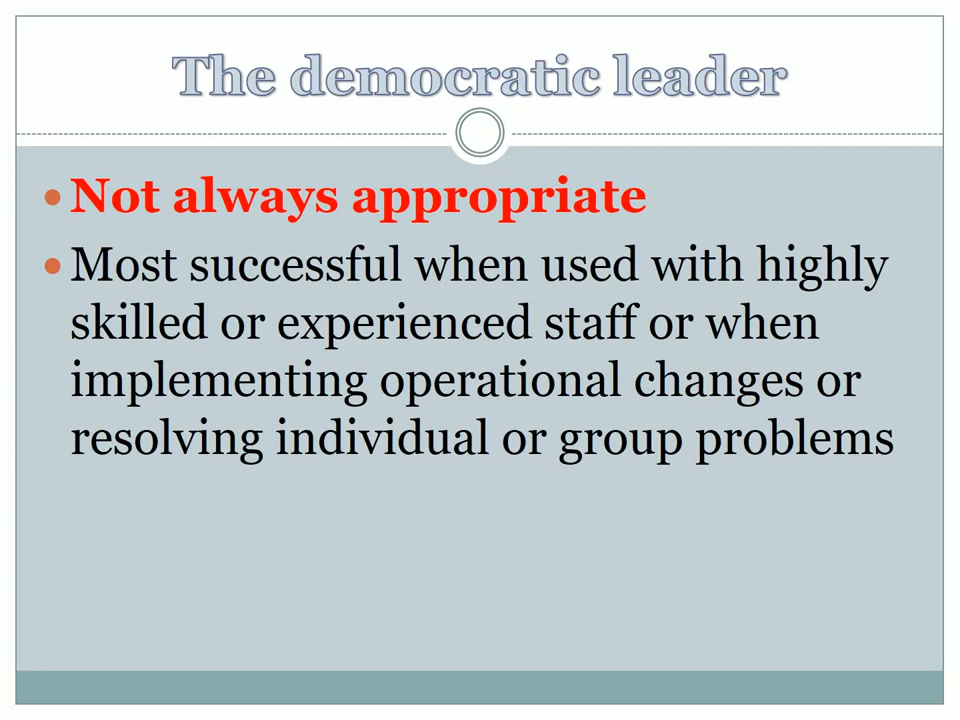 The democratic leader
Not always appropriate
Most successful when used with highly
skilled or experienced staff or when
implementing operational changes or
resolving individual or group problems